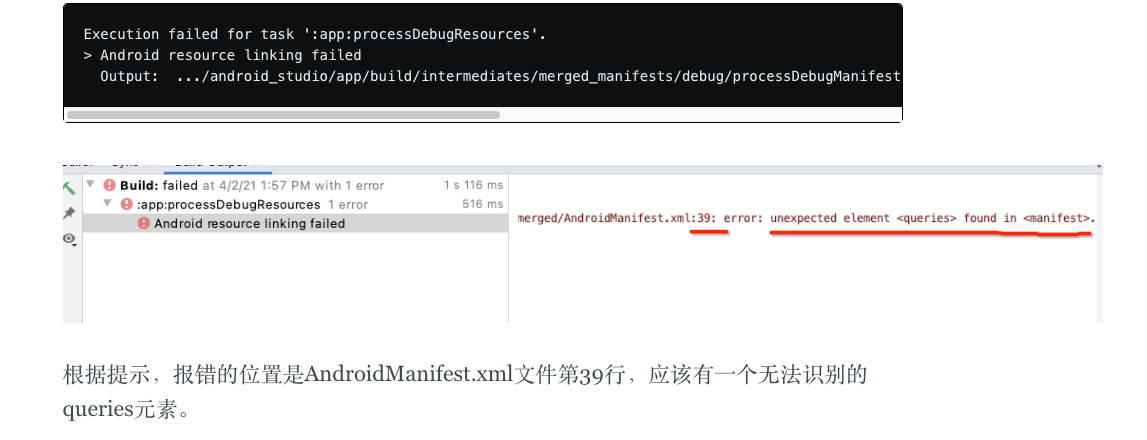 Execution failed for task ':app:processDebugResources'.
> Android resource linking failed
Output: .../android_studio/app/build/intermediates/merged_manifests/debug/processDebugManifest
Build: failed at 4/2/21 1:57 PM with 1 error 1 s 116 ms
:app:processDebugResources 1 error 516 ms
Android resource linking failed
merged/AndroidManifest.xml:39: error: unexpected element <queries> found in <manifest>.
根据提示，报错的位置是AndroidManifest.xml文件第39行，应该有一个无法识别的
queries元素。